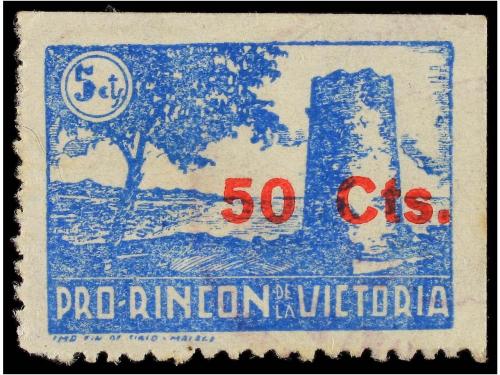 5 cts
50 Cts.
PRO-RINCON DE LA VICTORIA